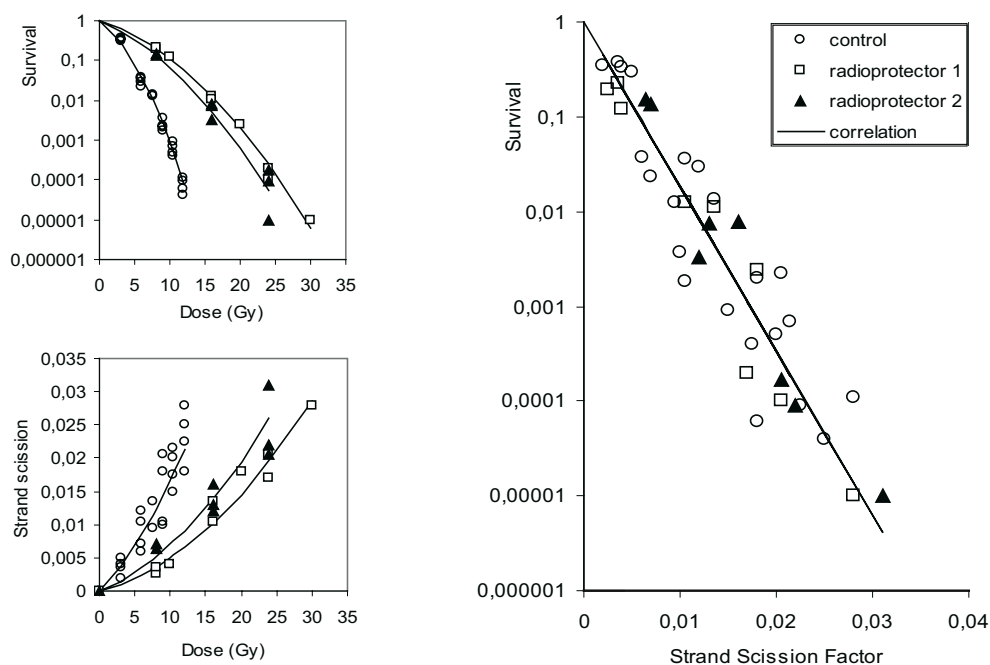 Survival
1
0,1
0,01
0,001
0,0001
0,00001
0,000001
0 5 10 15 20 25 30 35
Dose (Gy)
Strand scission
0,035
0,03
0,025
0,02
0,015
0,01
0,005
0
0 5 10 15 20 25 30 35
Dose (Gy)
Survival
1
0,1
0,01
0,001
0,0001
0,00001
0,000001
0 0,01 0,02 0,03 0,04
Strand Scission Factor
control
radioprotector 1
radioprotector 2
correlation